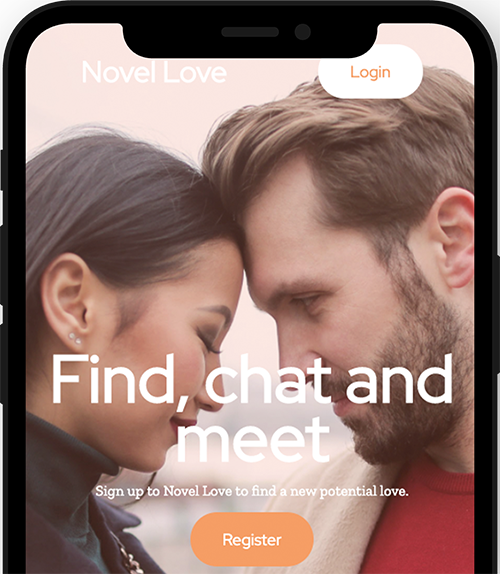 Novel Love
Login
Find, chat and
meet
Sign up to Novel Love to find a new potential love.
Register